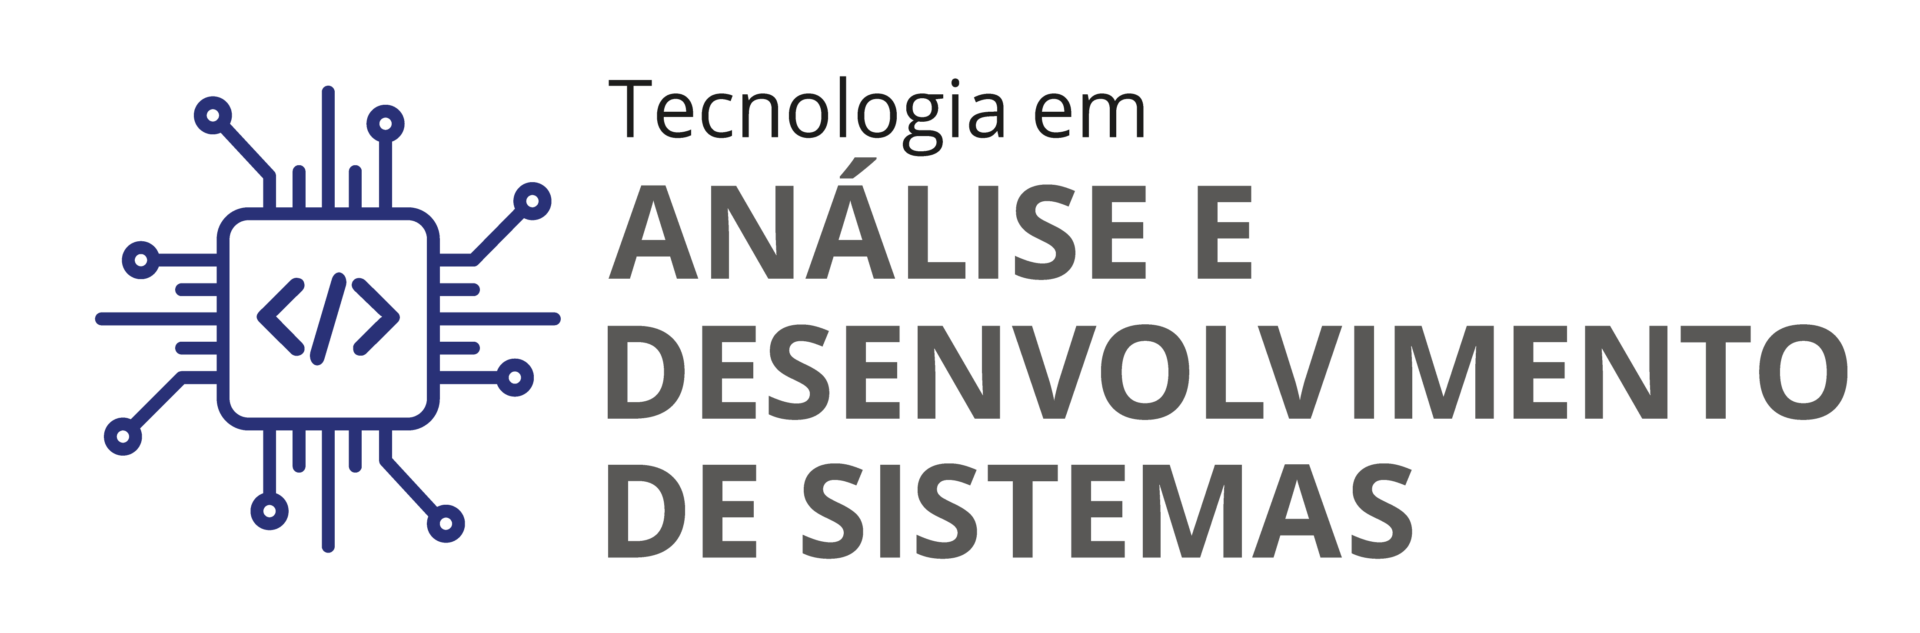 Tecnologia em
ANÁLISE E
DESENVOLVIMENTO
DE SISTEMAS
</>